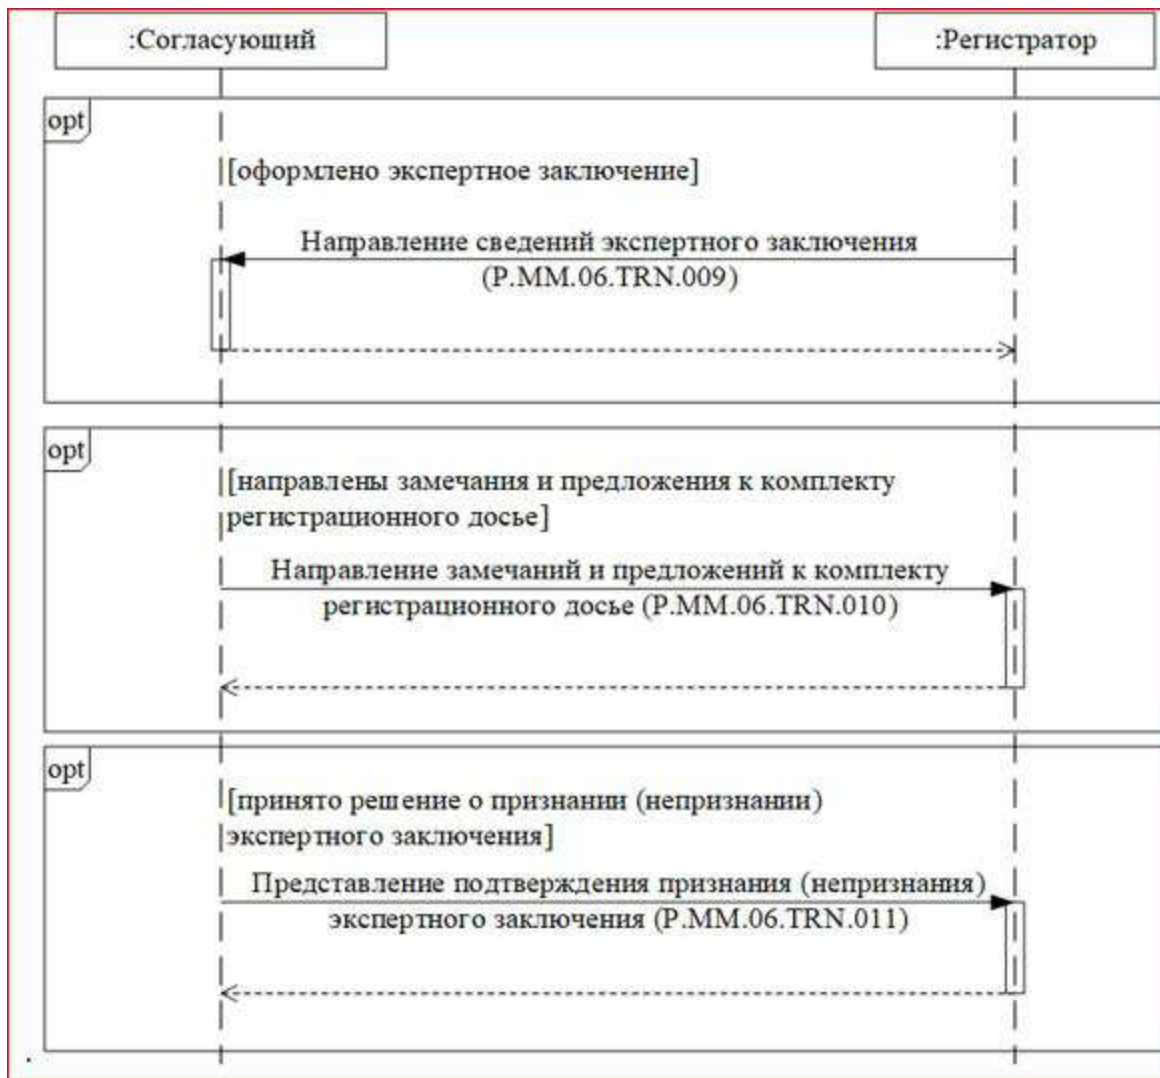 :Согласующий
:Регистратор
opt
[оформлено экспертное заключение]
Направление сведений экспертного заключения
(P.MM.06.TRN.009)
opt
[направлены замечания и предложения к комплекту
регистрационного досье]
Направление замечаний и предложений к комплекту
регистрационного досье (P.MM.06.TRN.010)
opt
[принято решение о признании (непризнании)
экспертного заключения]
Представление подтверждения признания (непризнания)
экспертного заключения (P.MM.06.TRN.011)